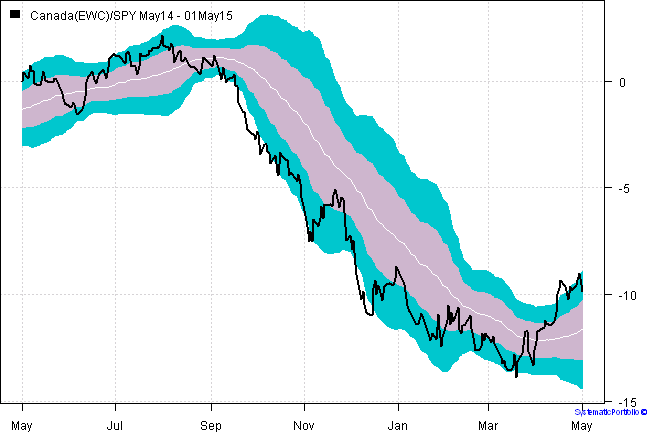 Canada(EWC)/SPY May14 - 01May15
0
-5
-10
-15
May Jul Sep Nov Jan Mar May
SystematicPortfolio ©